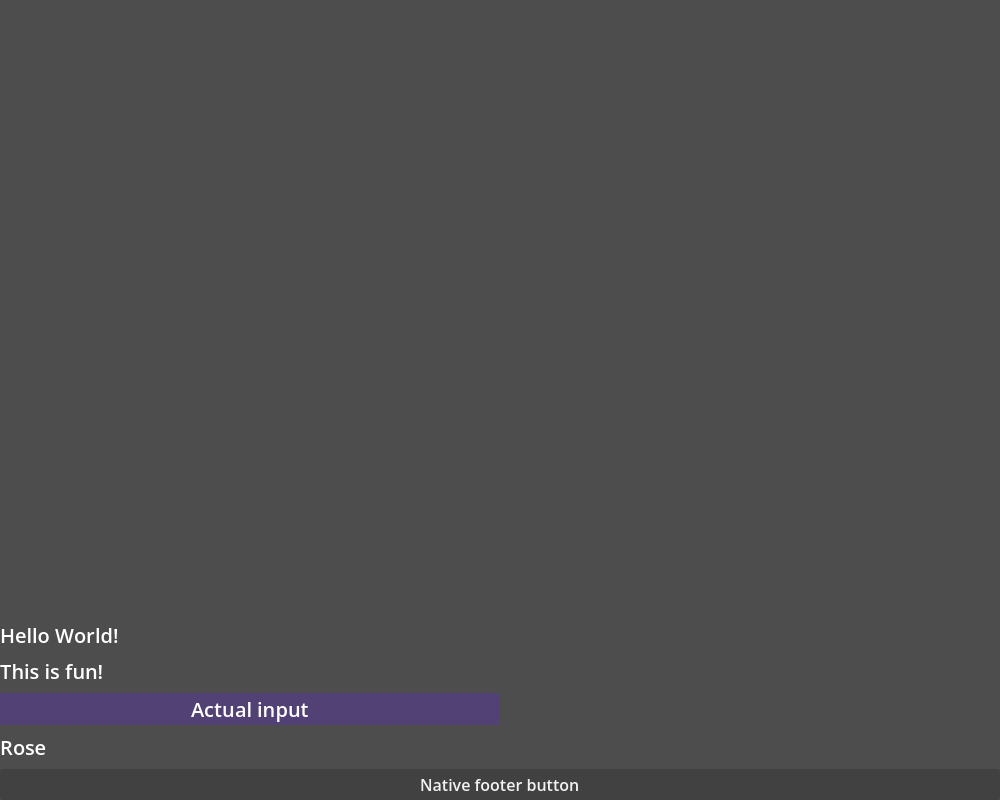 Hello World!
This is fun!
Actual input
Rose
Native footer button